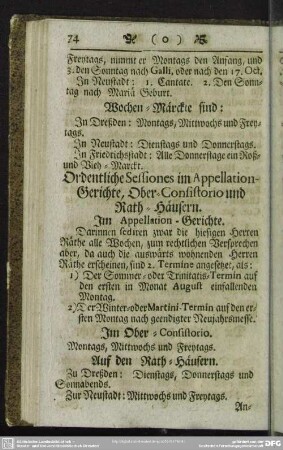 74 ( o )
Freytags, nimmt er Montags den Anfang, und
3. den Sonntag nach Galli, oder nach den 17. Oct.
In Neustadt: 1. Cantate. 2. Den Sonn-
tag nach Mariä Geburt.
Wochen-Märckte sind:
In Dreßden: Montags, Mittwochs und Frey-
tags.
In Neustadt: Dienstags und Donnerstags.
In Friedrichsstadt: Alle Donnerstage ein Roß-
und Vieh-Marckt.
Ordentliche Sessiones im Appellation-
Gerichte, Ober-Consistorio und
Rath-Häusern.
Im Appellation-Gerichte.
Darinnen sediren zwar die hiesigen Herren
Räthe alle Wochen, zum rechtlichen Versprechen
aber, da auch die auswärts wohnenden Herren
Räthe erscheinen, sind 2. Termine angesetzet, als:
1) Der Sommer- oder Trinitatis-Termin auf
den ersten in Monat August einfallenden
Montag.
2) Der Winter- oder Martini-Termin auf den er-
sten Montag nach geendigter Neujahrsmesse.
Im Ober-Consistorio.
Montags, Mittwochs und Freytags.
Auf den Rath-Häusern.
Zu Dreßden: Dienstags, Donnerstags und
Sonnabends.
Zur Neustadt: Mittwochs und Freytags.
An-